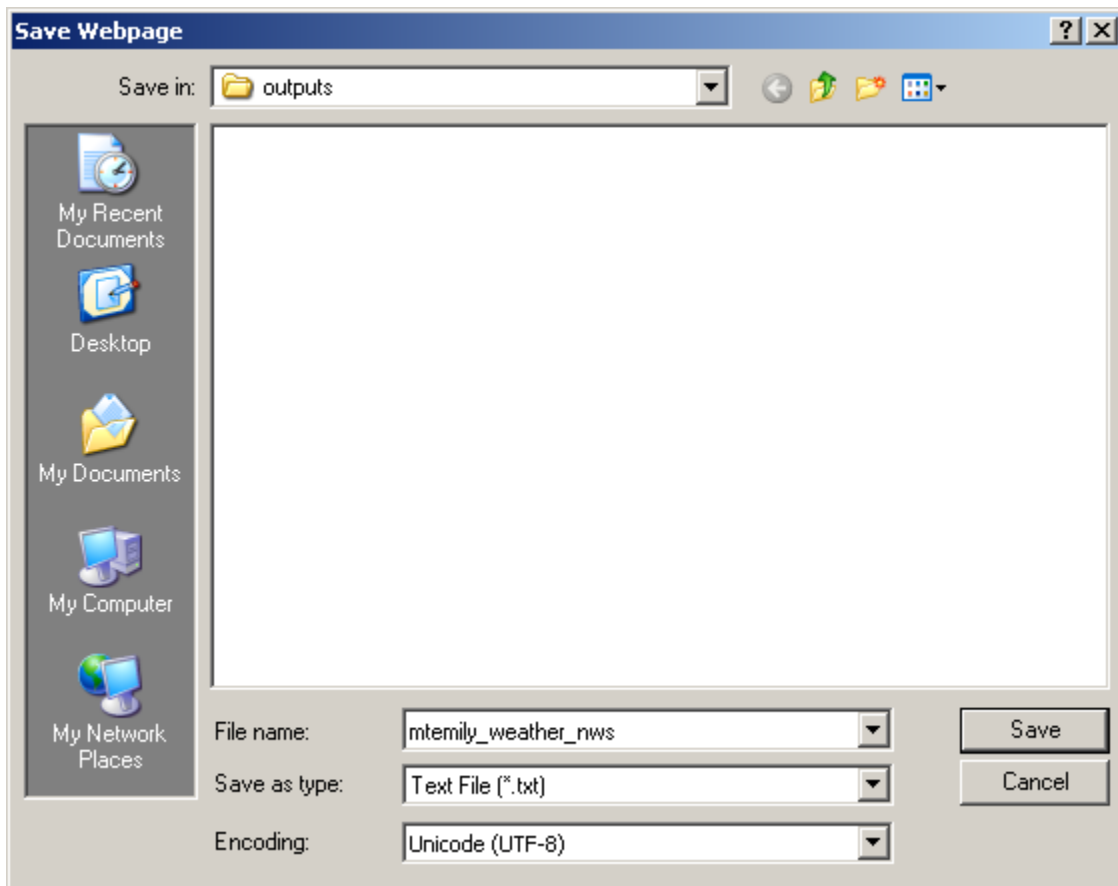 Save Webpage
Save in:
outputs
My Recent
Documents
Desktop
My Documents
My Computer
My Network
Places
File name:
mtemily_weather_nws
Save
Save as type:
Text File (*.txt)
Cancel
Encoding:
Unicode (UTF-8)